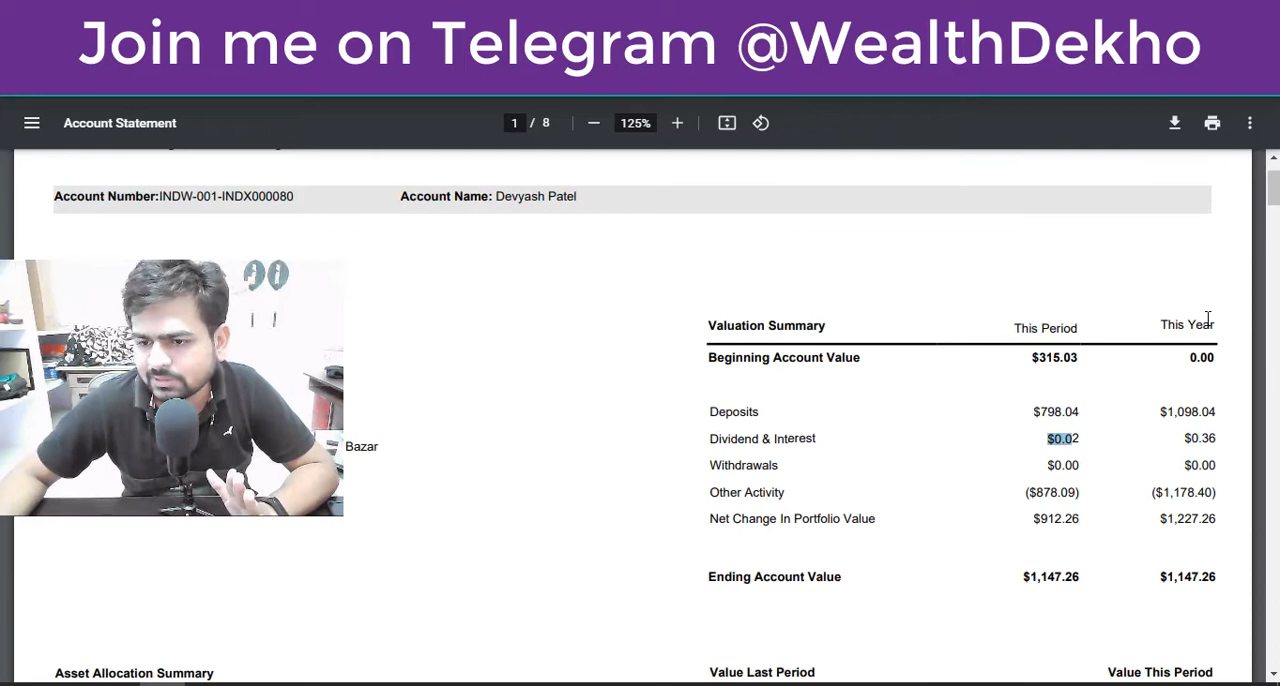 Join me on Telegram @WealthDekho
Account Statement
1 / 8
125%
Account Number:INDW-001-INDX000080 Account Name: Devyash Patel
Bazar
Valuation Summary This Period This Year
Beginning Account Value $315.03 0.00
Deposits $798.04 $1,098.04
Dividend & Interest $0.02 $0.36
Withdrawals $0.00 $0.00
Other Activity ($878.09) ($1,178.40)
Net Change In Portfolio Value $912.26 $1,227.26
Ending Account Value $1,147.26 $1,147.26
Asset Allocation Summary Value Last Period Value This Period